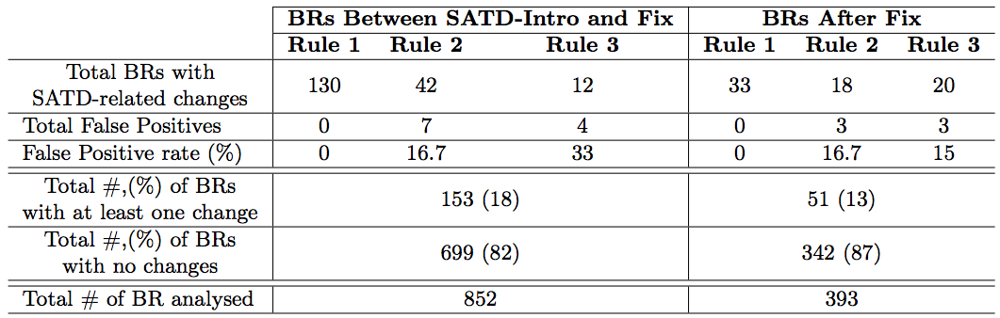 BRs Between SATD-Intro and Fix BRs After Fix
Rule 1 Rule 2 Rule 3 Rule 1 Rule 2 Rule 3
Total BRs with
SATD-related changes 130 42 12 33 18 20
Total False Positives 0 7 4 0 3 3
False Positive rate (%) 0 16.7 33 0 16.7 15
Total #,(%) of BRs
with at least one change 153 (18) 51 (13)
Total #,(%) of BRs
with no changes 699 (82) 342 (87)
Total # of BR analysed 852 393